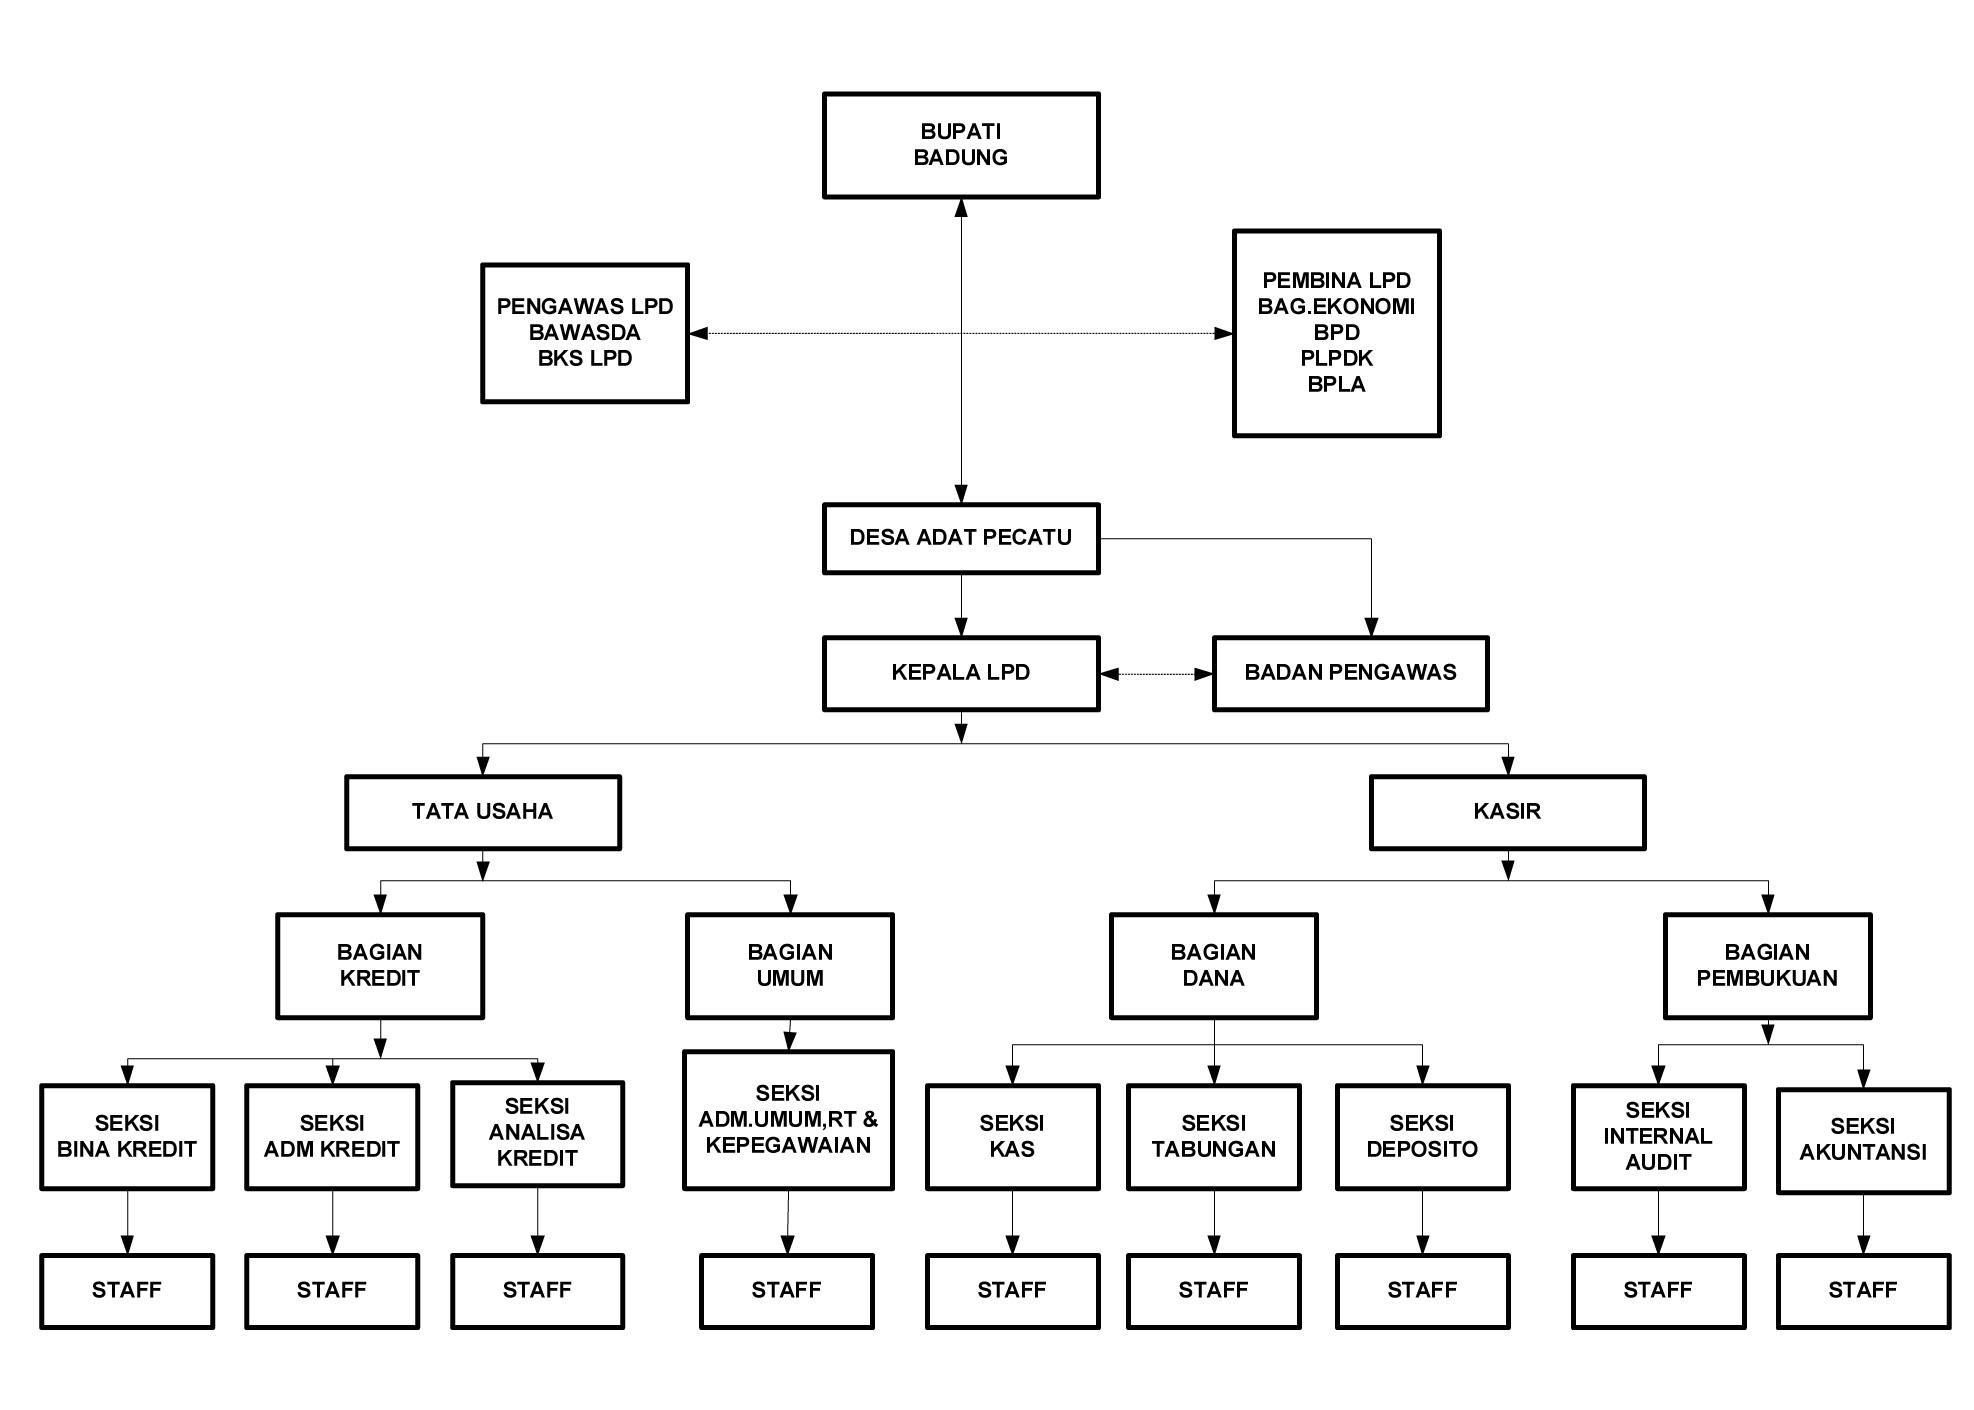 BUPATI
BADUNG
PENGAWAS LPD
BAWASDA
BKS LPD
PEMBINA LPD
BAG.EKONOMI
BPD
PLPDK
BPLA
DESA ADAT PECATU
KEPALA LPD
BADAN PENGAWAS
TATA USAHA
KASIR
BAGIAN
KREDIT
BAGIAN
UMUM
BAGIAN
DANA
BAGIAN
PEMBUKUAN
SEKSI
BINA KREDIT
SEKSI
ADM KREDIT
SEKSI
ANALISA
KREDIT
SEKSI
ADM.UMUM,RT &
KEPEGAWAIAN
SEKSI
KAS
SEKSI
TABUNGAN
SEKSI
DEPOSITO
SEKSI
INTERNAL
AUDIT
SEKSI
AKUNTANSI
STAFF
STAFF
STAFF
STAFF
STAFF
STAFF
STAFF
STAFF
STAFF